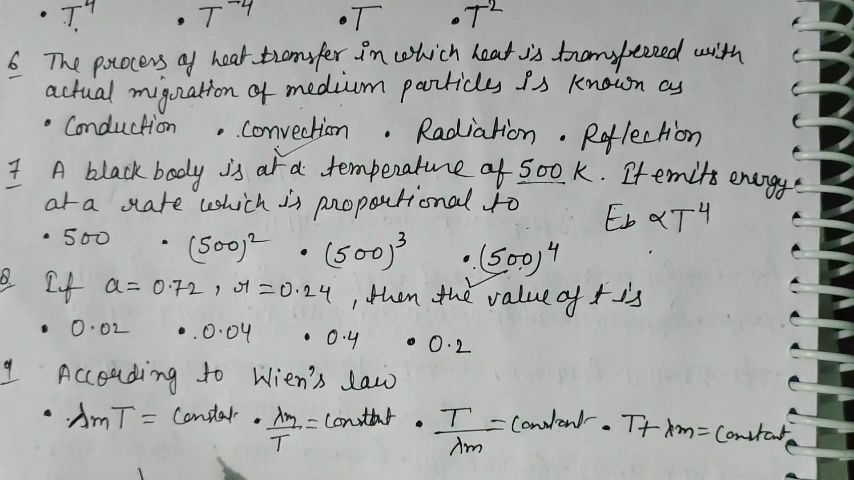 • T⁴ • T⁻⁴ • T • T²
6 The process of heat transfer in which heat is transferred with
actual migration of medium particles is known as
• Conduction • Convection • Radiation • Reflection
7 A black body is at a temperature of 500 K. It emits energy
at a rate which is proportional to
Eb ∝ T⁴
• 500 • (500)² • (500)³ • (500)⁴
8 If a = 0.72, r = 0.24, then the value of t is
• 0.02 • 0.04 • 0.4 • 0.2
9 According to Wien's law
• λmT = Constat • λm/T = constant • T/λm = Constant • T + λm = Constant